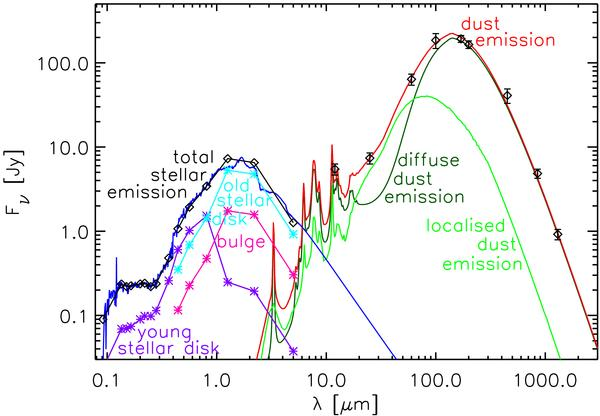 dust
emission
100.0
10.0
1.0
0.1
F_ν [Jy]
total
stellar
emission
old
stellar
disk
bulge
young
stellar disk
diffuse
dust
emission
localised
dust
emission
0.1
1.0
10.0
100.0
1000.0
λ [μm]